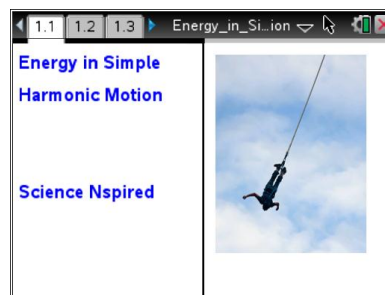 1.1 1.2 1.3 Energy_in_Si...ion
Energy in Simple
Harmonic Motion
Science Nspired